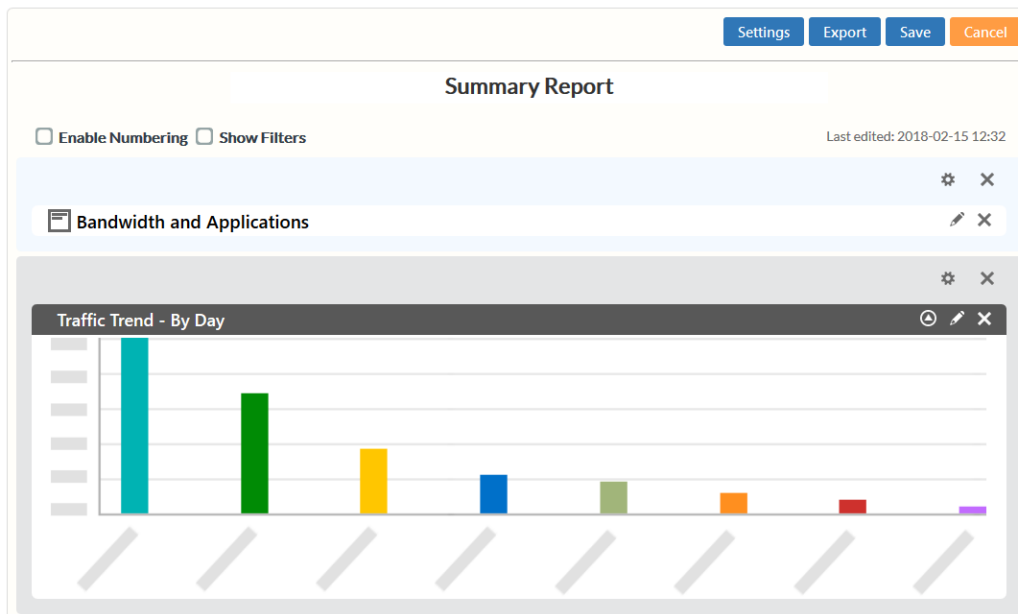 Settings Export Save Cancel
Summary Report
Enable Numbering Show Filters Last edited: 2018-02-15 12:32
Bandwidth and Applications
Traffic Trend - By Day